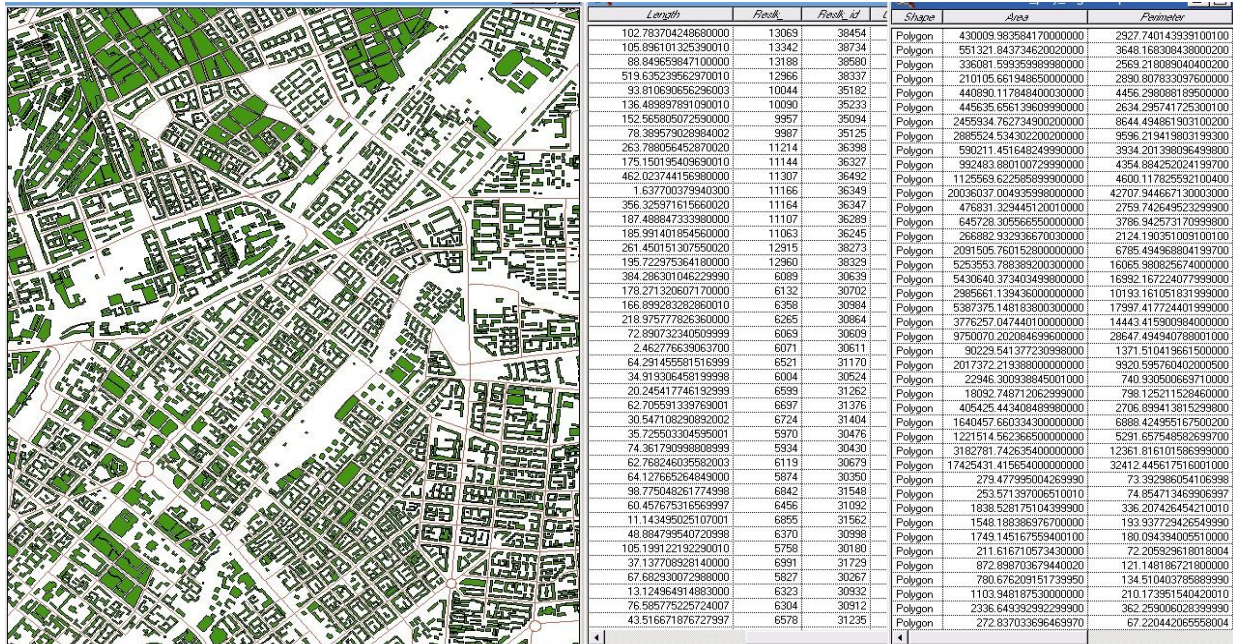 Length Restk_ Restk_id
102.783704248680000 13069 38454
105.896101325390010 13342 38734
88.849659847100000 13188 38580
519.635239562970010 12966 38337
93.810690656296003 10044 35182
136.489897891090010 10090 35233
152.565805072590000 9957 35094
78.389579028984002 9987 35125
263.788056452870020 11214 36398
175.150195409690010 11144 36327
462.023744156980000 11307 36492
1.637700379940300 11166 36349
356.325971615660020 11164 36347
187.488847333980000 11107 36289
185.991401854560000 11063 36245
261.450151307550020 12915 38273
195.722975364180000 12960 38329
384.286301046229990 6089 30639
178.271320607170000 6132 30702
166.899283282860010 6358 30984
218.975777826360000 6265 30864
72.890732340509999 6069 30609
2.462776639063700 6071 30611
64.291455581516999 6521 31170
34.919306458199998 6004 30524
20.245417746192999 6599 31262
62.705591339769001 6697 31376
30.547108290892002 6724 31404
35.725503304595001 5970 30476
74.361790998808999 5934 30430
62.768246035582003 6119 30679
64.127665264849000 5874 30350
98.775048261774998 6842 31548
60.457675316569997 6456 31092
11.143495025107001 6855 31562
48.884799540720998 6370 30998
105.199122192290010 5758 30180
37.137708928140000 6991 31729
67.682930072988000 5827 30267
13.124964914883000 6323 30932
76.585775225724007 6304 30912
43.516671876727997 6578 31235
Shape Area Perimeter
Polygon 430009.983584170000000 2927.740143939100100
Polygon 551321.843734620020000 3648.168308438000200
Polygon 336081.599359989980000 2569.218089040400200
Polygon 210105.661948650000000 2890.807833097600000
Polygon 440890.117848400030000 4456.298088189500000
Polygon 445635.656139609990000 2634.295741725300100
Polygon 2455934.762734900200000 8644.494861903100200
Polygon 2885524.534302200200000 9596.219419803199300
Polygon 590211.451648249990000 3934.201398096499800
Polygon 992483.880100729990000 4354.884252024199700
Polygon 1125569.622585899900000 4600.117825592100400
Polygon 20036037.004935998000000 42707.944667130003000
Polygon 476831.329445120010000 2759.742649523299900
Polygon 645728.305566550000000 3786.942573170999800
Polygon 266882.932936670030000 2124.190351009100100
Polygon 2091505.760152800000000 6785.494968804199700
Polygon 5253553.788389200300000 16065.980825674000000
Polygon 5430640.373403499800000 16992.167224077999000
Polygon 2985661.139436000000000 10193.161051831999000
Polygon 5387375.148183800300000 17997.417724401999000
Polygon 3776257.047440100000000 14443.415900984000000
Polygon 9750070.202084699600000 28647.494940788001000
Polygon 90229.541377230998000 1371.510419661500000
Polygon 2017372.219388000000000 9920.595760402000500
Polygon 22946.300938845001000 740.930500669710000
Polygon 18092.748712062999000 798.125211528460000
Polygon 405425.443408489980000 2706.899413815299800
Polygon 1640457.660334300000000 6888.424955167500200
Polygon 1221514.562366500000000 5291.657548582699700
Polygon 3182781.742635400000000 12361.816101586999000
Polygon 17425431.415654000000000 32412.445617516001000
Polygon 279.477995004269990 73.392986054106998
Polygon 253.571397006510010 74.854713469906997
Polygon 1838.528175104399990 336.207426454210010
Polygon 1548.188386976700000 193.937729426549990
Polygon 1749.145167559400100 180.094394005510000
Polygon 211.616710573430000 72.205929618018004
Polygon 872.898703679440020 121.148186721800000
Polygon 780.676209151739950 134.510403785889990
Polygon 1103.948187530000000 210.173951540420010
Polygon 2336.649392992299900 362.259006028399990
Polygon 272.837033696469970 67.220442065558004